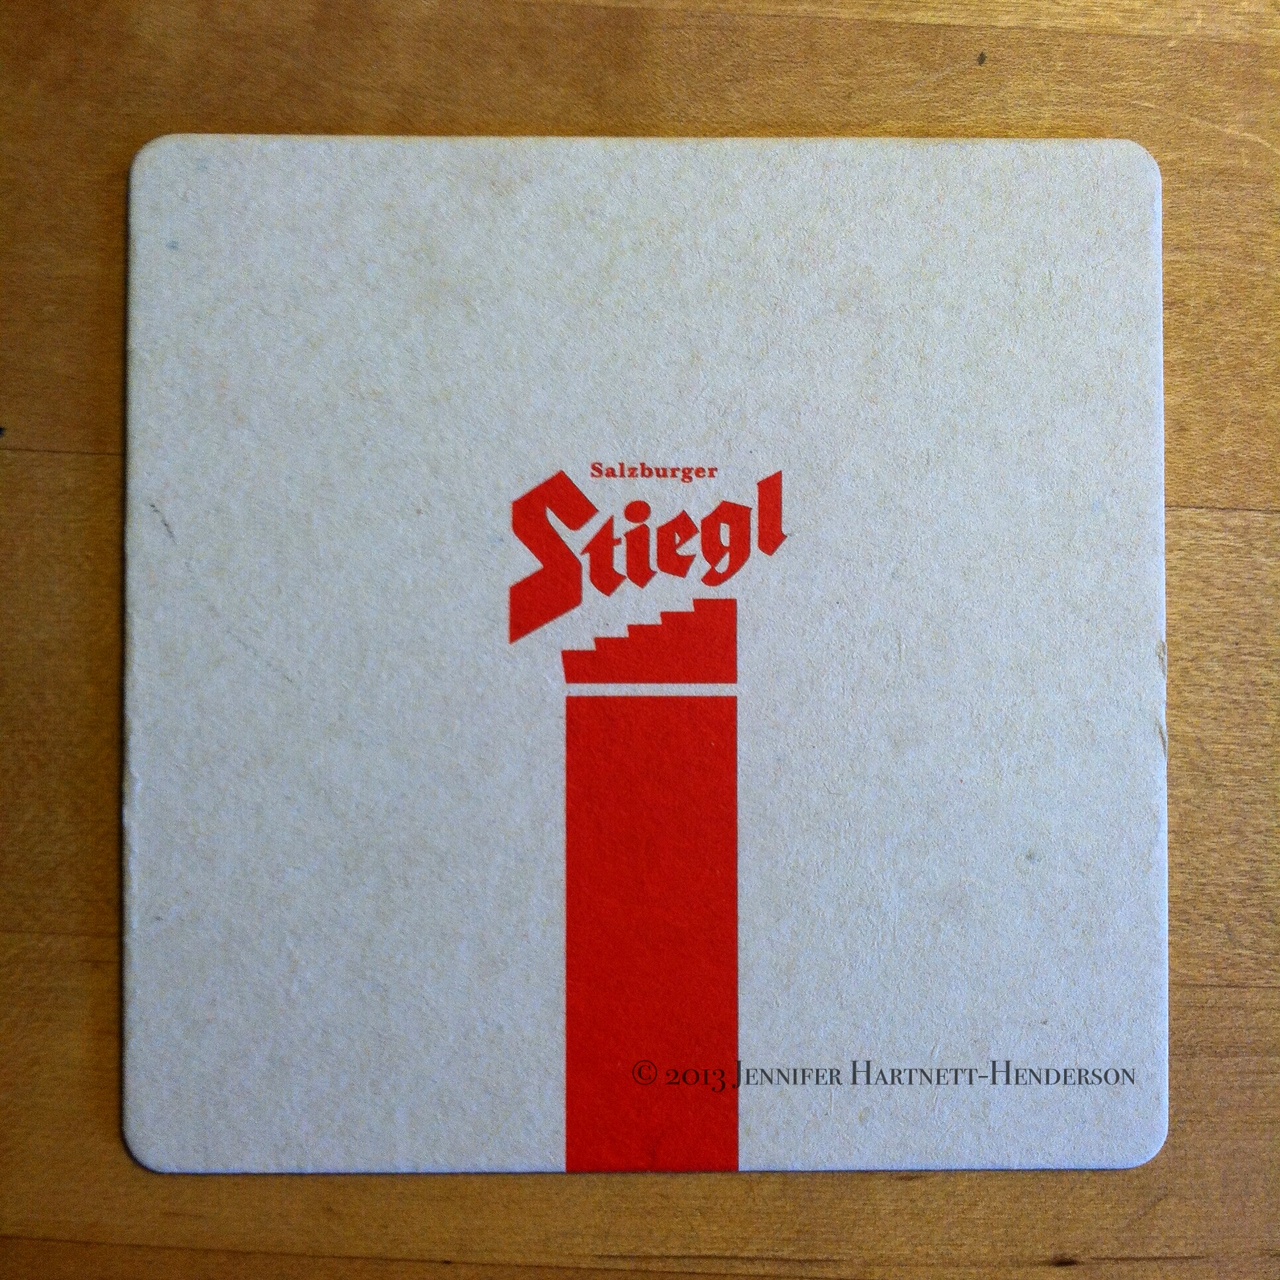 Salzburger
Stiegl
© 2013 Jennifer Hartnett-Henderson